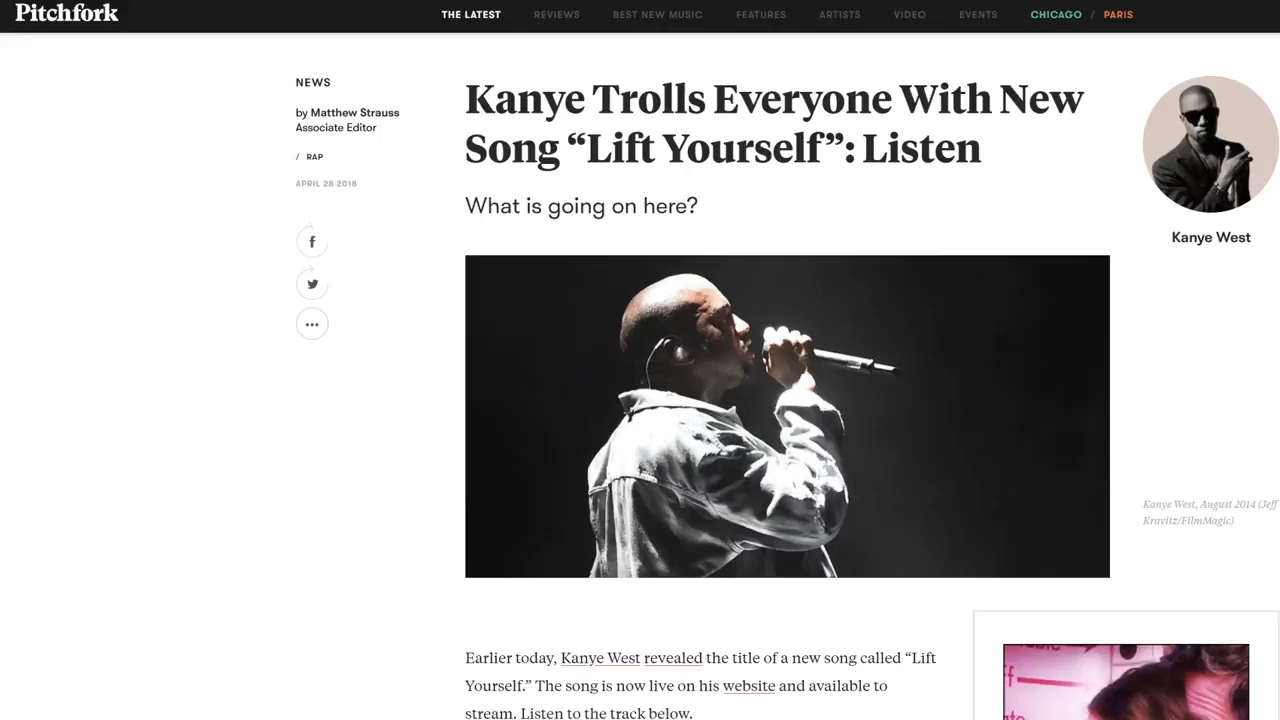 Pitchfork
THE LATEST REVIEWS BEST NEW MUSIC FEATURES ARTISTS VIDEO EVENTS CHICAGO / PARIS
NEWS
by Matthew Strauss
Associate Editor
/ RAP
APRIL 28 2018
Kanye Trolls Everyone With New
Song “Lift Yourself”: Listen
What is going on here?
Kanye West
Kanye West, August 2014 (Jeff
Kravitz/FilmMagic)
Earlier today, Kanye West revealed the title of a new song called “Lift
Yourself.” The song is now live on his website and available to
stream. Listen to the track below.